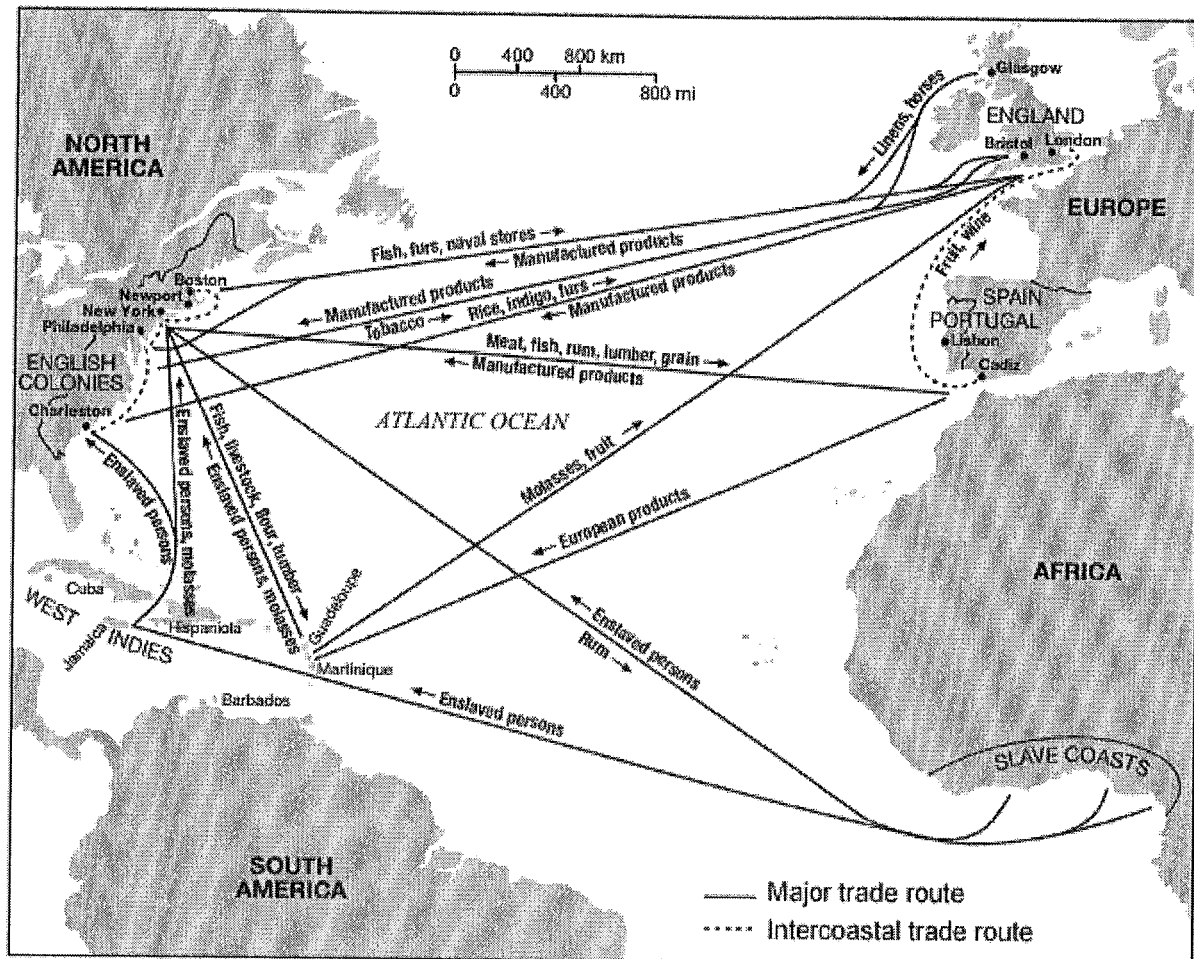 0 400 800 km
0 400 800 mi
Glasgow
ENGLAND
Bristol
London
EUROPE
NORTH
AMERICA
← Linens, horses
Fish, furs, naval stores →
← Manufactured products
Boston
Newport
New York
Philadelphia
← Manufactured products
Tobacco →
Rice, indigo, furs →
← Manufactured products
Fruit, wine →
SPAIN
PORTUGAL
Lisbon
Cadiz
Meat, fish, rum, lumber, grain →
← Manufactured products
ENGLISH
COLONIES
Charleston
ATLANTIC OCEAN
← Enslaved persons
← Enslaved persons, molasses
Fish, livestock, flour, lumber →
← Enslaved persons, molasses
Molasses, fruit →
← European products
AFRICA
Cuba
WEST
INDIES
Jamaica
Hispaniola
Guadeloupe
Martinique
Barbados
← Enslaved persons
Rum →
← Enslaved persons
SLAVE COASTS
SOUTH
AMERICA
Major trade route
Intercoastal trade route